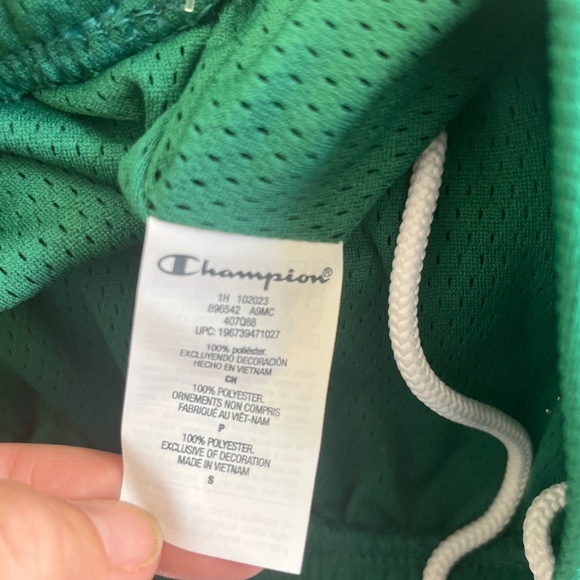 Champion®
1H 102023
896542 A9MC
407Q88
UPC: 196739471027
100% poliéster.
EXCLUYENDO DECORACIÓN
HECHO EN VIETNAM
CH
100% POLYESTER.
ORNEMENTS NON COMPRIS
FABRIQUÉ AU VIÊT-NAM
P
100% POLYESTER.
EXCLUSIVE OF DECORATION
MADE IN VIETNAM
S